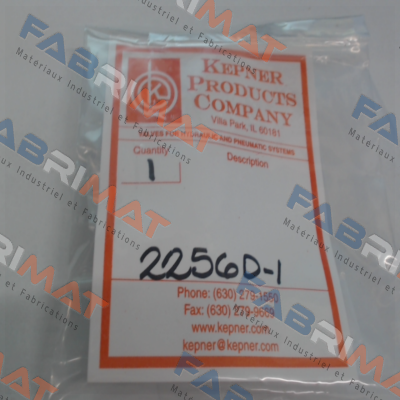 KEPNER
PRODUCTS
COMPANY
Villa Park, IL 60181
VALVES FOR HYDRAULIC AND PNEUMATIC SYSTEMS
Quantity
Description
1
2256D-1
Phone: (630) 279-1550
Fax: (630) 279-9669
www.kepner.com
kepner@kepner.com
FABRIMAT
Materiaux Industriel et Fabrications